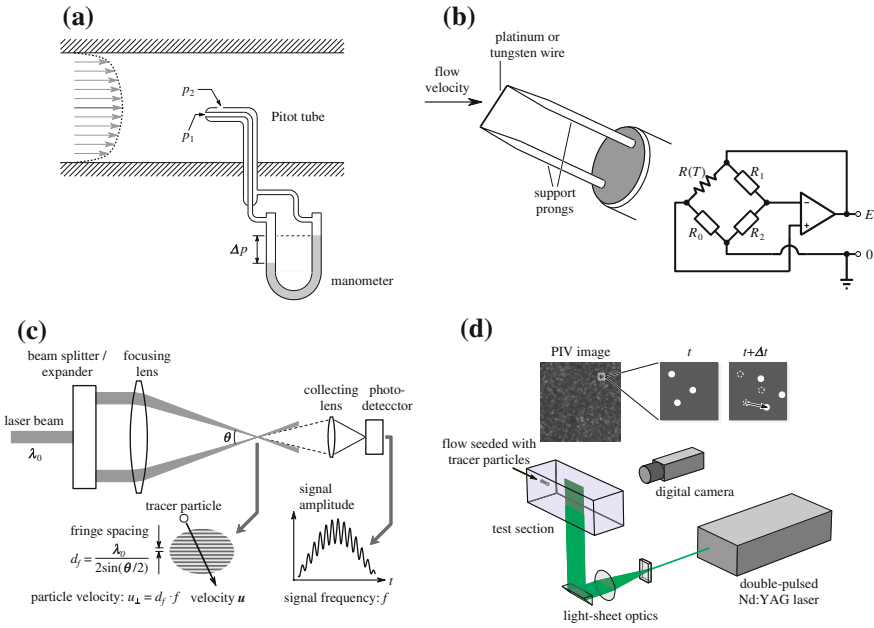 (a)
p2
p1
Pitot tube
Δp
manometer
(b)
platinum or
tungsten wire
flow
velocity
support
prongs
R(T)
R1
R0
R2
−
+
E
0
(c)
beam splitter /
expander
focusing
lens
laser beam
λ0
θ
collecting
lens
photo-
detecctor
tracer particle
fringe spacing
df = λ0 / 2sin(θ/2)
velocity u
particle velocity: u⊥ = df · f
signal
amplitude
t
signal frequency: f
(d)
PIV image
t
t+Δt
flow seeded with
tracer particles
digital camera
test section
light-sheet optics
double-pulsed
Nd:YAG laser